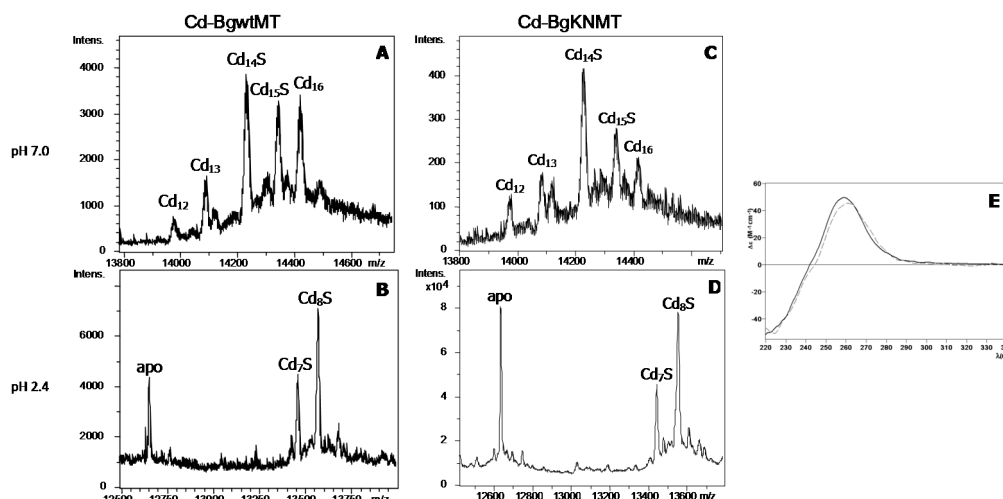 Cd-BgwtMT
Cd-BgKNMT
pH 7.0
pH 2.4
Intens.
4000
3000
2000
1000
0
A
Cd12
Cd13
Cd14S
Cd15S
Cd16
13800
14000
14200
14400
14600
m/z
Intens.
400
300
200
100
0
C
Cd12
Cd13
Cd14S
Cd15S
Cd16
13800
14000
14200
14400
m/z
Intens.
6000
4000
2000
0
B
apo
Cd7S
Cd8S
m/z
Intens.
x10⁴
8
6
4
2
0
D
apo
Cd7S
Cd8S
12600
12800
13000
13200
13400
13600
m/z
E
Δε (M⁻¹ cm⁻¹)
60
40
20
0
-20
-40
220
230
240
250
260
270
280
290
300
310
320
330